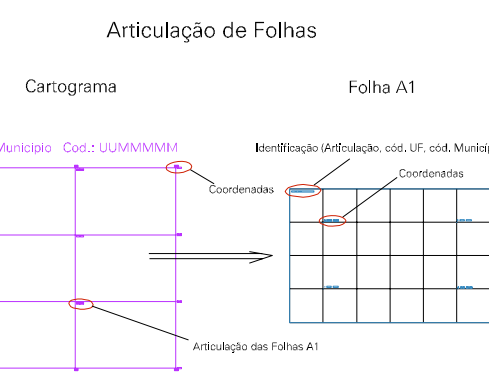 Articulação de Folhas
Cartograma
Folha A1
Municipio Cod.: UUMMMMM
Identificação (Articulação, cód. UF, cód. Municíp
Coordenadas
Coordenadas
Articulação das Folhas A1